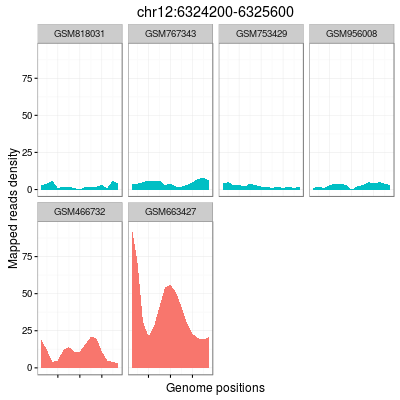 chr12:6324200-6325600
GSM818031 GSM767343 GSM753429 GSM956008
75
50
25
0
GSM466732 GSM663427
75
50
25
0
Mapped reads density
Genome positions